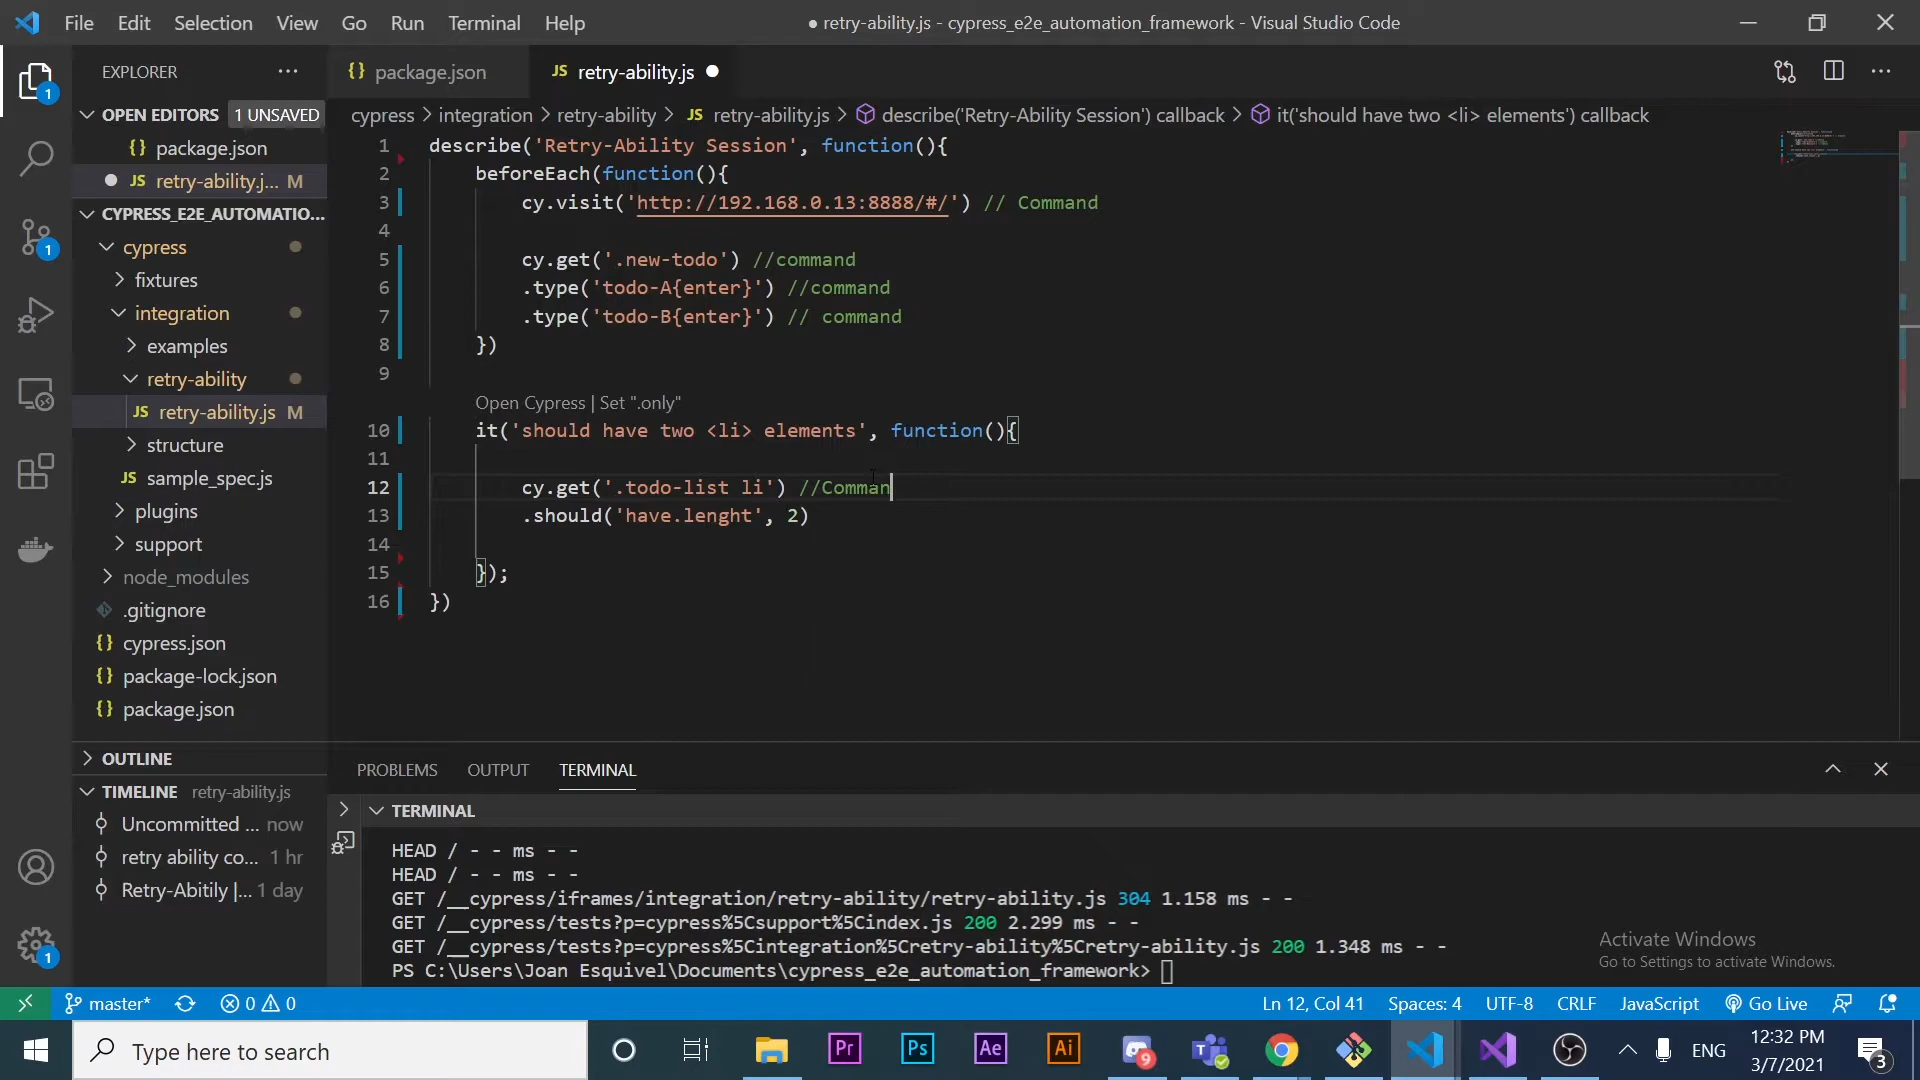 File Edit Selection View Go Run Terminal Help
● retry-ability.js - cypress_e2e_automation_framework - Visual Studio Code
EXPLORER
{} package.json
JS retry-ability.js
OPEN EDITORS 1 UNSAVED
{} package.json
JS retry-ability.j... M
CYPRESS_E2E_AUTOMATIO...
cypress
fixtures
integration
examples
retry-ability
JS retry-ability.js M
structure
JS sample_spec.js
plugins
support
node_modules
.gitignore
{} cypress.json
{} package-lock.json
{} package.json
OUTLINE
TIMELINE retry-ability.js
Uncommitted ... now
retry ability co... 1 hr
Retry-Abitily |... 1 day
1
1
1
cypress > integration > retry-ability > JS retry-ability.js > describe('Retry-Ability Session') callback > it('should have two <li> elements') callback
1 describe('Retry-Ability Session', function(){
2 beforeEach(function(){
3 cy.visit('http://192.168.0.13:8888/#/') // Command
4
5 cy.get('.new-todo') //command
6 .type('todo-A{enter}') //command
7 .type('todo-B{enter}') // command
8 })
9
Open Cypress | Set ".only"
10 it('should have two <li> elements', function(){
11
12 cy.get('.todo-list li') //Comman
13 .should('have.lenght', 2)
14
15 });
16 })
PROBLEMS OUTPUT TERMINAL
TERMINAL
HEAD / - - ms - -
HEAD / - - ms - -
GET /__cypress/iframes/integration/retry-ability/retry-ability.js 304 1.158 ms - -
GET /__cypress/tests?p=cypress%5Csupport%5Cindex.js 200 2.299 ms - -
GET /__cypress/tests?p=cypress%5Cintegration%5Cretry-ability%5Cretry-ability.js 200 1.348 ms - -
PS C:\Users\Joan Esquivel\Documents\cypress_e2e_automation_framework>
Activate Windows
Go to Settings to activate Windows.
master* 0 0 Ln 12, Col 41 Spaces: 4 UTF-8 CRLF JavaScript Go Live
Type here to search
Pr Ps Ae Ai 9
ENG
12:32 PM
3/7/2021
3